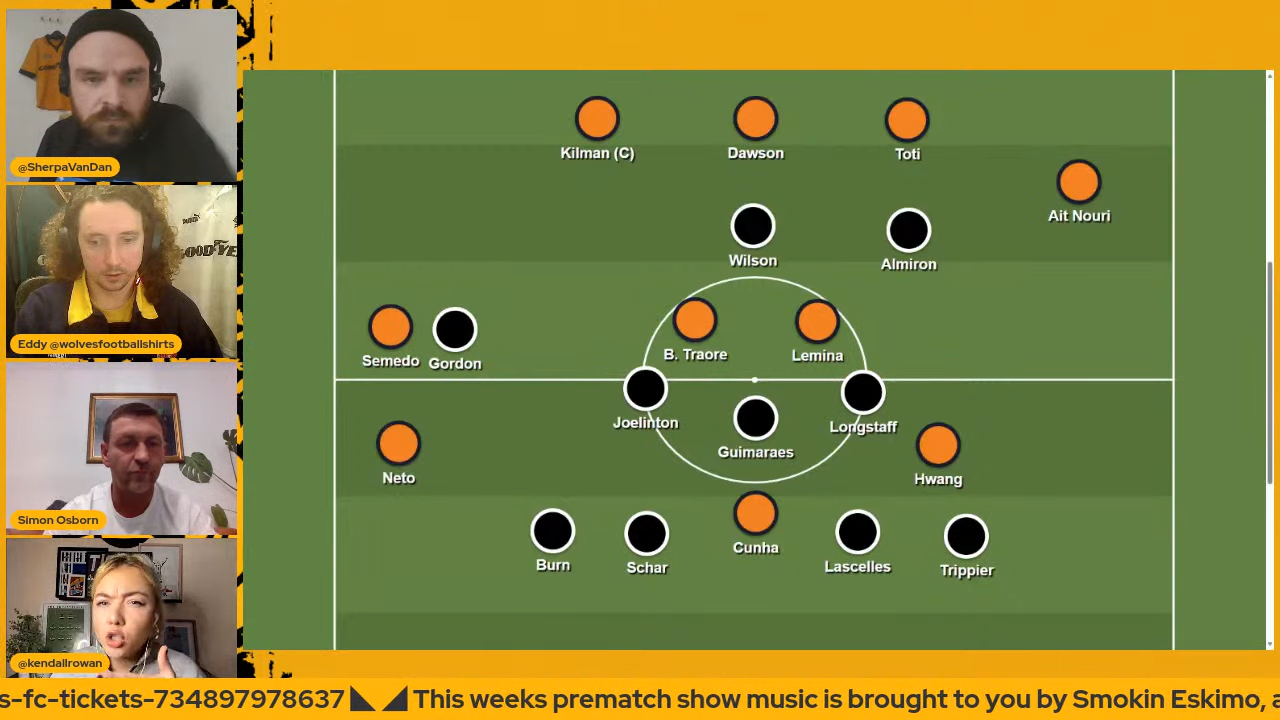 @SherpaVanDan
GOODYE
Eddy @wolvesfootballshirts
Simon Osborn
@kendallrowan
Kilman (C)
Dawson
Toti
Ait Nouri
Wilson
Almiron
Semedo
Gordon
B. Traore
Lemina
Joelinton
Guimaraes
Longstaff
Neto
Hwang
Cunha
Burn
Schar
Lascelles
Trippier
s-fc-tickets-734897978637 This weeks prematch show music is brought to you by Smokin Eskimo, a